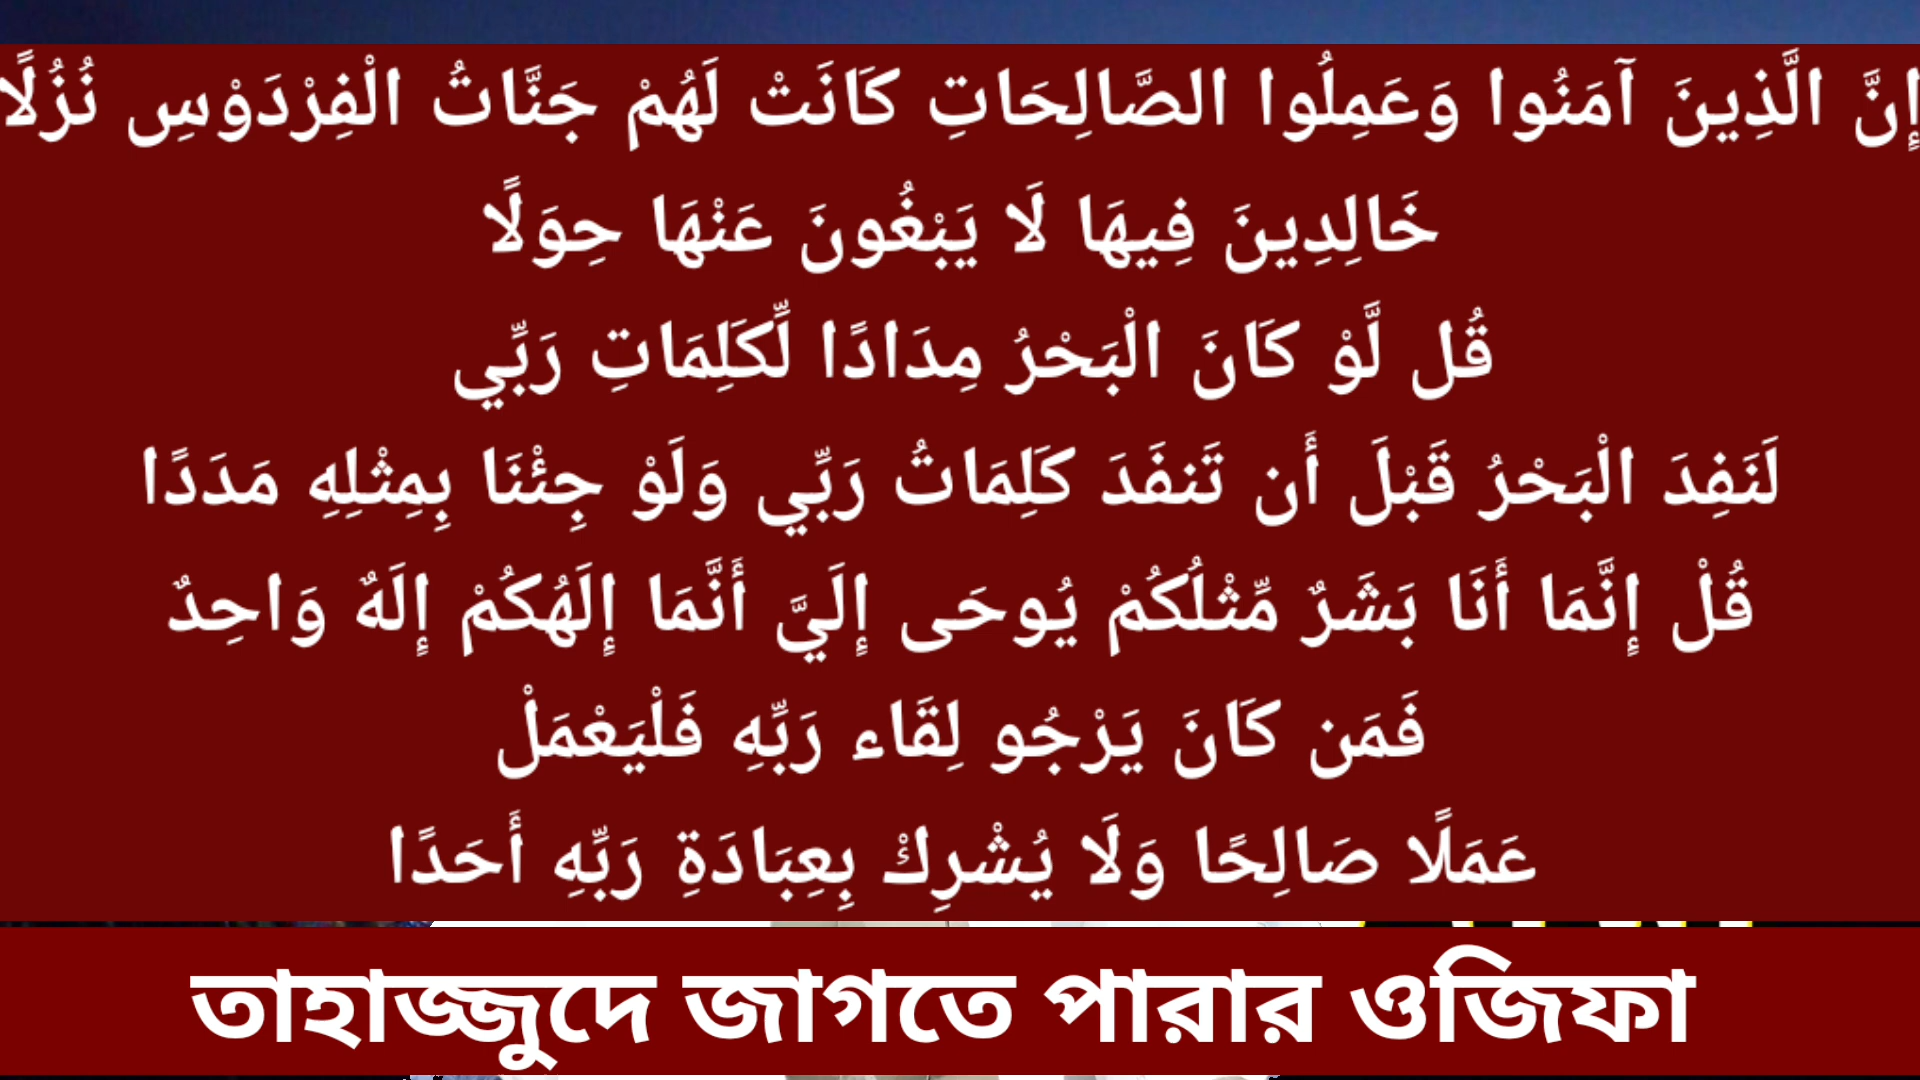 إِنَّ الَّذِينَ آمَنُوا وَعَمِلُوا الصَّالِحَاتِ كَانَتْ لَهُمْ جَنَّاتُ الْفِرْدَوْسِ نُزُلًا
خَالِدِينَ فِيهَا لَا يَبْغُونَ عَنْهَا حِوَلًا
قُل لَّوْ كَانَ الْبَحْرُ مِدَادًا لِّكَلِمَاتِ رَبِّي
لَنَفِدَ الْبَحْرُ قَبْلَ أَن تَنفَدَ كَلِمَاتُ رَبِّي وَلَوْ جِئْنَا بِمِثْلِهِ مَدَدًا
قُلْ إِنَّمَا أَنَا بَشَرٌ مِّثْلُكُمْ يُوحَى إِلَيَّ أَنَّمَا إِلَهُكُمْ إِلَهٌ وَاحِدٌ
فَمَن كَانَ يَرْجُو لِقَاء رَبِّهِ فَلْيَعْمَلْ
عَمَلًا صَالِحًا وَلَا يُشْرِكْ بِعِبَادَةِ رَبِّهِ أَحَدًا
তাহাজ্জুদে জাগতে পারার ওজিফা